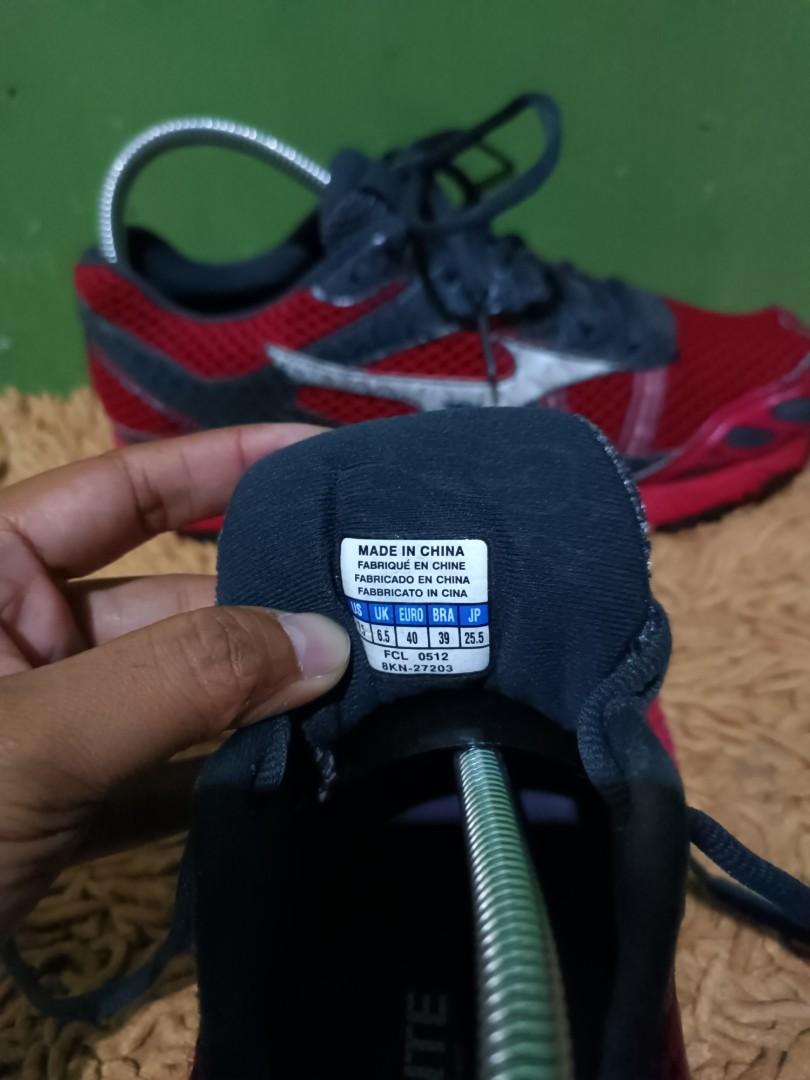 MADE IN CHINA
FABRIQUÉ EN CHINE
FABRICADO EN CHINA
FABBRICATO IN CINA
US UK EURO BRA JP
6.5 40 39 25.5
FCL 0512
8KN-27203